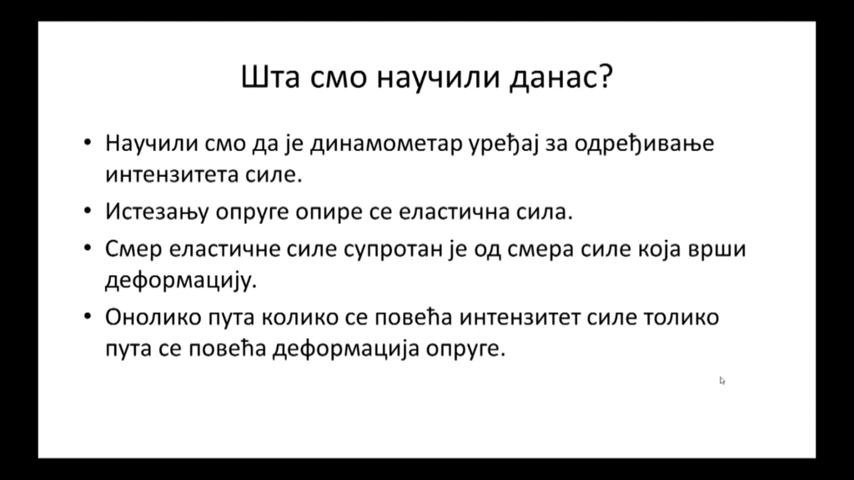 Шта смо научили данас?
• Научили смо да је динамометар уређај за одређивање
интензитета силе.
• Истезању опруге опире се еластична сила.
• Смер еластичне силе супротан је од смера силе која врши
деформацију.
• Онолико пута колико се повећа интензитет силе толико
пута се повећа деформација опруге.